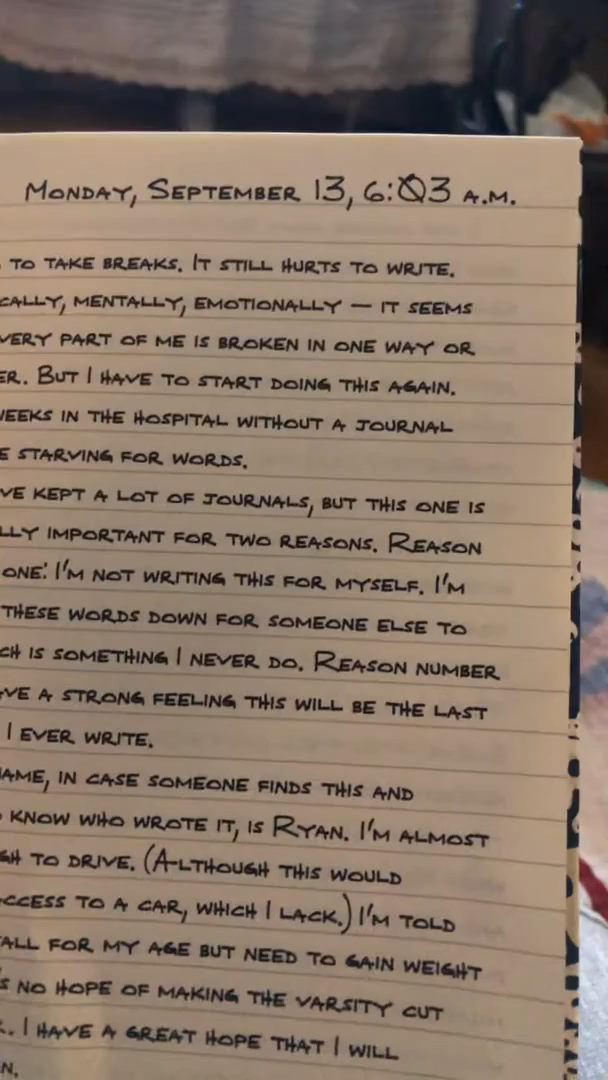 Monday, September 13, 6:03 a.m.
to take breaks. It still hurts to write.
cally, mentally, emotionally — it seems
very part of me is broken in one way or
er. But I have to start doing this again.
weeks in the hospital without a journal
e starving for words.
ve kept a lot of journals, but this one is
lly important for two reasons. Reason
one: I'm not writing this for myself. I'm
these words down for someone else to
ch is something I never do. Reason number
ve a strong feeling this will be the last
I ever write.
ame, in case someone finds this and
o know who wrote it, is Ryan. I'm almost
gh to drive. (Although this would
ccess to a car, which I lack.) I'm told
all for my age but need to gain weight
's no hope of making the varsity cut
k. I have a great hope that I will
n.